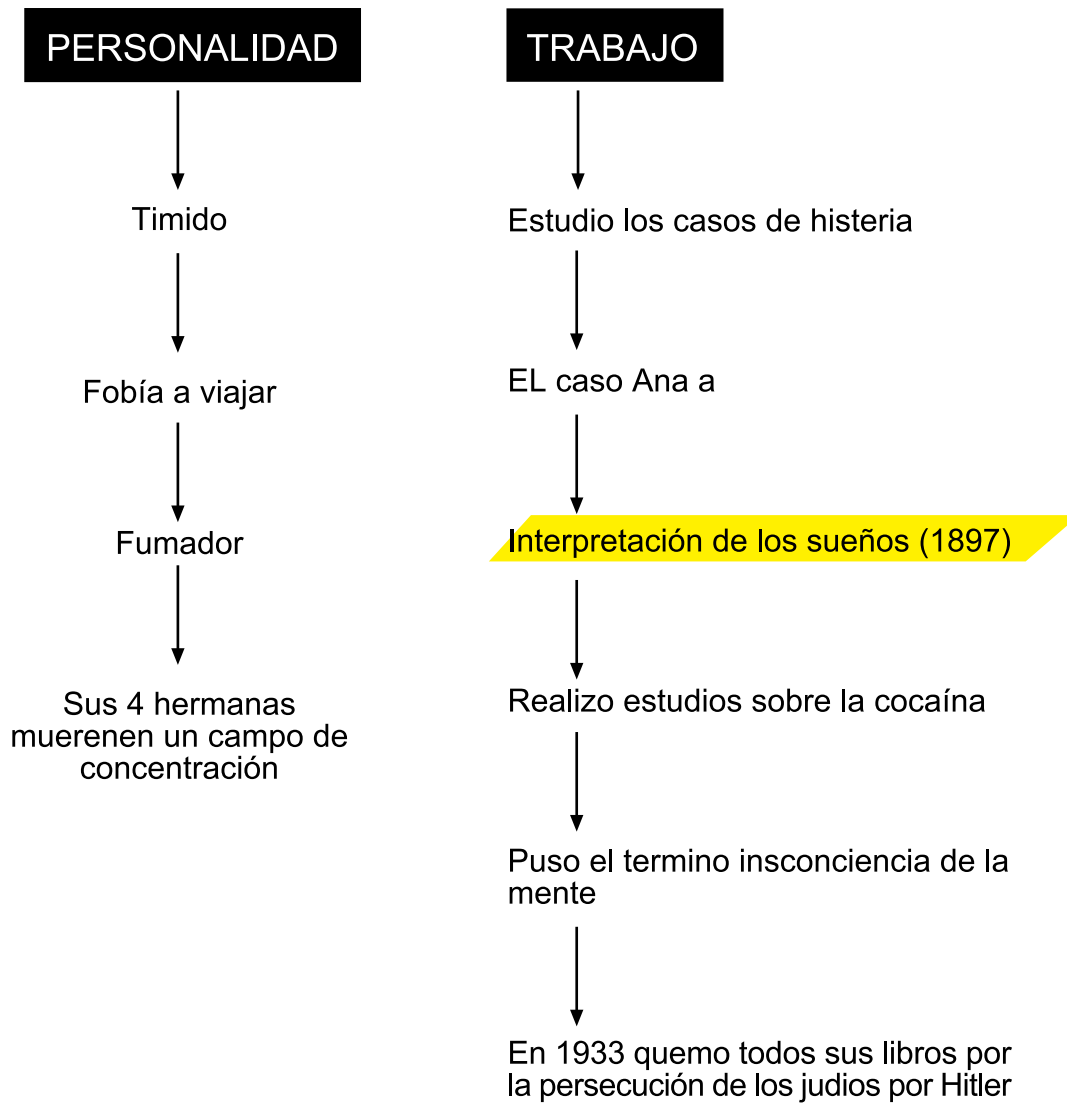 PERSONALIDAD
Timido
Fobía a viajar
Fumador
Sus 4 hermanas
muerenen un campo de
concentración
TRABAJO
Estudio los casos de histeria
EL caso Ana a
Interpretación de los sueños (1897)
Realizo estudios sobre la cocaína
Puso el termino insconciencia de la
mente
En 1933 quemo todos sus libros por
la persecución de los judios por Hitler